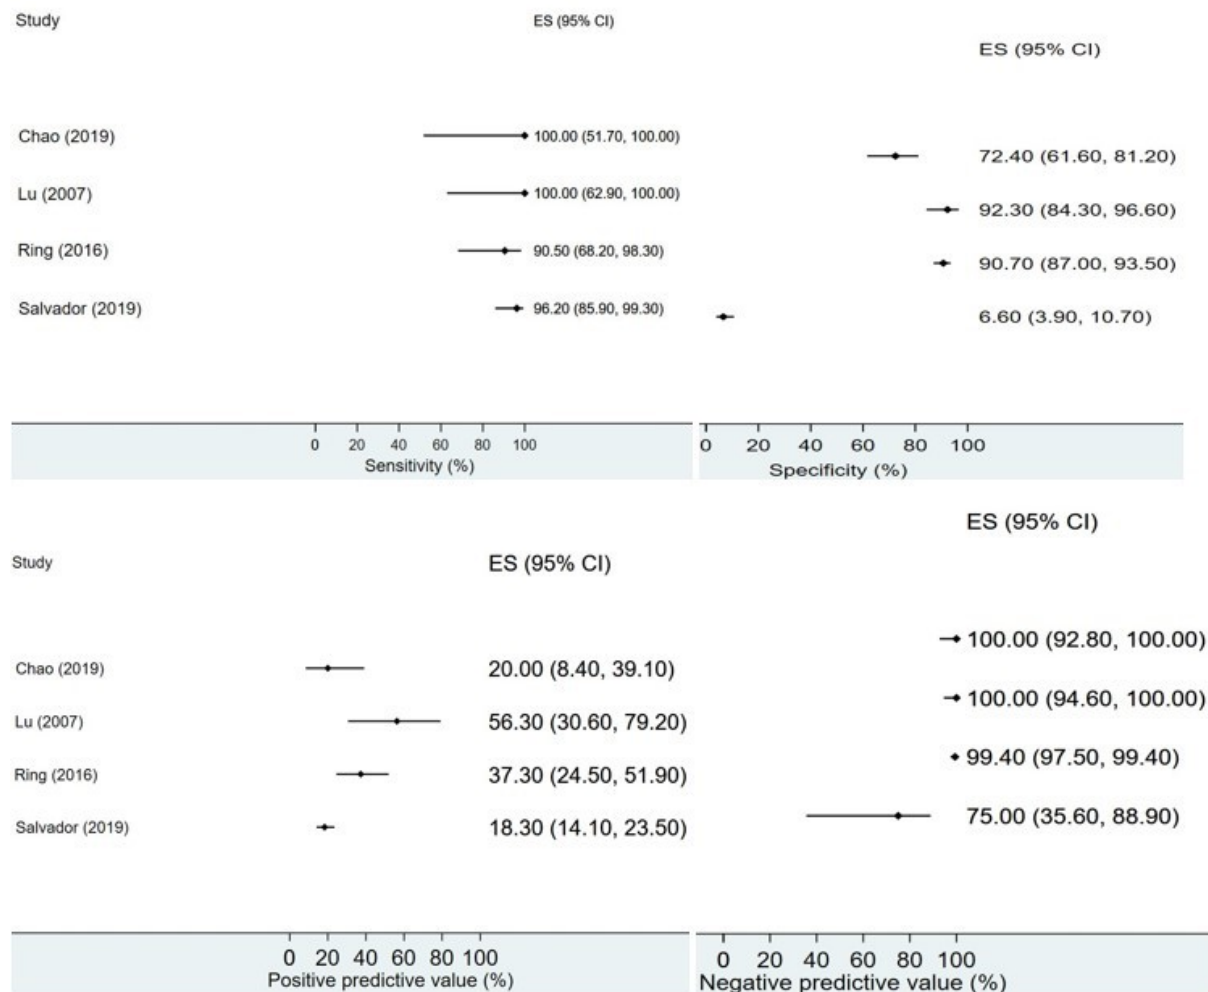 Study ES (95% CI)
ES (95% CI)
Chao (2019) 100.00 (51.70, 100.00)
72.40 (61.60, 81.20)
Lu (2007) 100.00 (62.90, 100.00)
92.30 (84.30, 96.60)
Ring (2016) 90.50 (68.20, 98.30)
90.70 (87.00, 93.50)
Salvador (2019) 96.20 (85.90, 99.30)
6.60 (3.90, 10.70)
0 20 40 60 80 100
Sensitivity (%)
0 20 40 60 80 100
Specificity (%)
ES (95% CI)
Study ES (95% CI)
100.00 (92.80, 100.00)
Chao (2019) 20.00 (8.40, 39.10)
100.00 (94.60, 100.00)
Lu (2007) 56.30 (30.60, 79.20)
99.40 (97.50, 99.40)
Ring (2016) 37.30 (24.50, 51.90)
75.00 (35.60, 88.90)
Salvador (2019) 18.30 (14.10, 23.50)
0 20 40 60 80 100
Positive predictive value (%)
0 20 40 60 80 100
Negative predictive value (%)